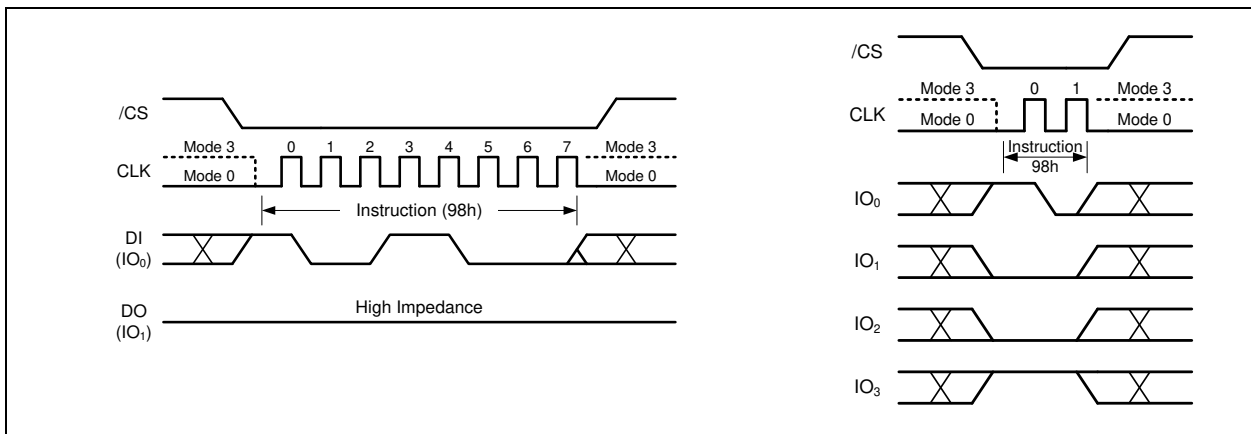 /CS
Mode 3 0 1 2 3 4 5 6 7 Mode 3
CLK Mode 0 Mode 0
Instruction (98h)
DI
(IO0)
DO
(IO1)
High Impedance
/CS
Mode 3 0 1 Mode 3
CLK Mode 0 Mode 0
Instruction
98h
IO0
IO1
IO2
IO3